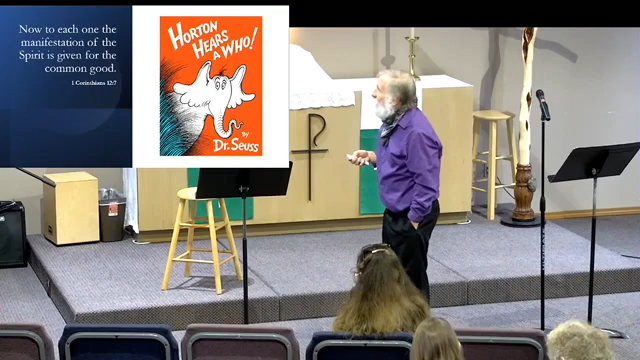 Now to each one the
manifestation of the
Spirit is given for the
common good.
1 Corinthians 12:7
HORTON
HEARS
A WHO!
BY
Dr. Seuss